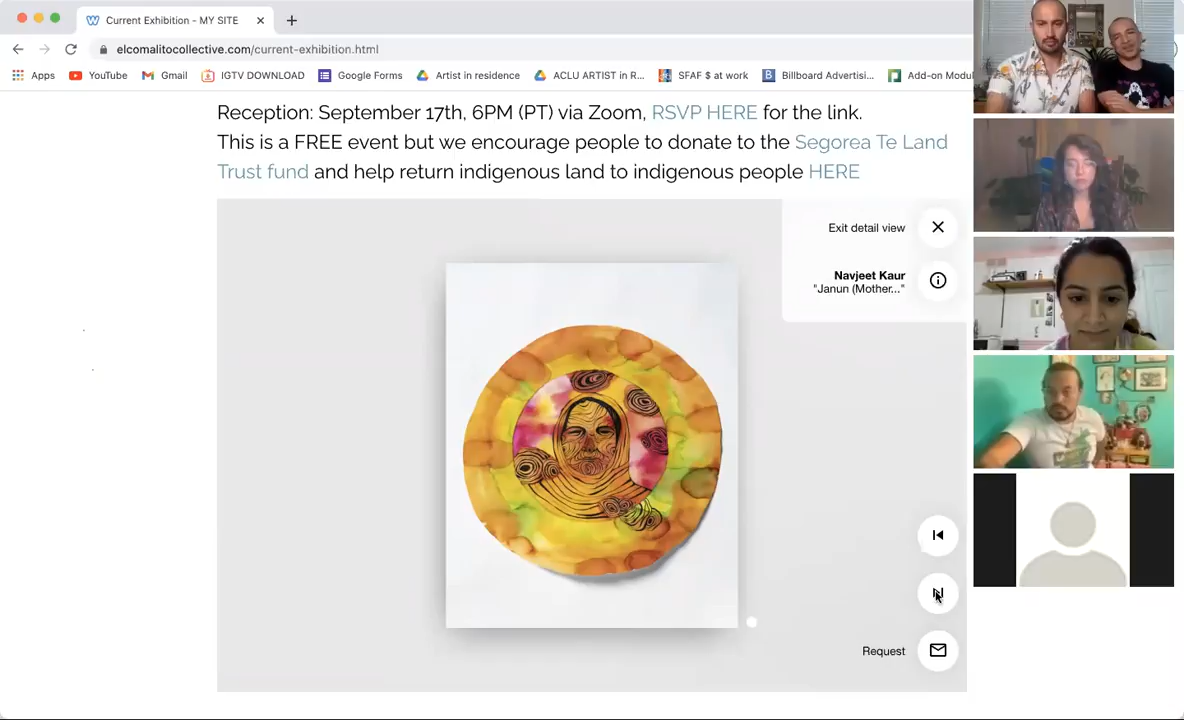 Current Exhibition - MY SITE
elcomalitocollective.com/current-exhibition.html
Apps YouTube Gmail IGTV DOWNLOAD Google Forms Artist in residence ACLU ARTIST in R... SFAF $ at work Billboard Advertisi... Add-on Modul
Reception: September 17th, 6PM (PT) via Zoom, RSVP HERE for the link.
This is a FREE event but we encourage people to donate to the Segorea Te Land
Trust fund and help return indigenous land to indigenous people HERE
Exit detail view
Navjeet Kaur
"Janun (Mother..."
Request